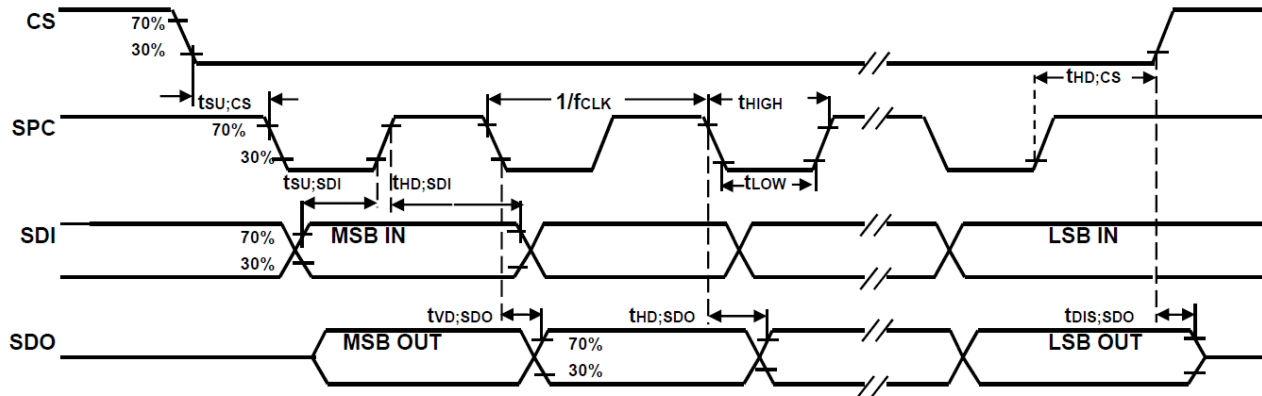 CS
70%
30%
tSU;CS
1/fCLK
tHIGH
tHD;CS
SPC
70%
30%
tSU;SDI
tHD;SDI
tLOW
SDI
70%
30%
MSB IN
LSB IN
tVD;SDO
tHD;SDO
tDIS;SDO
SDO
MSB OUT
70%
30%
LSB OUT